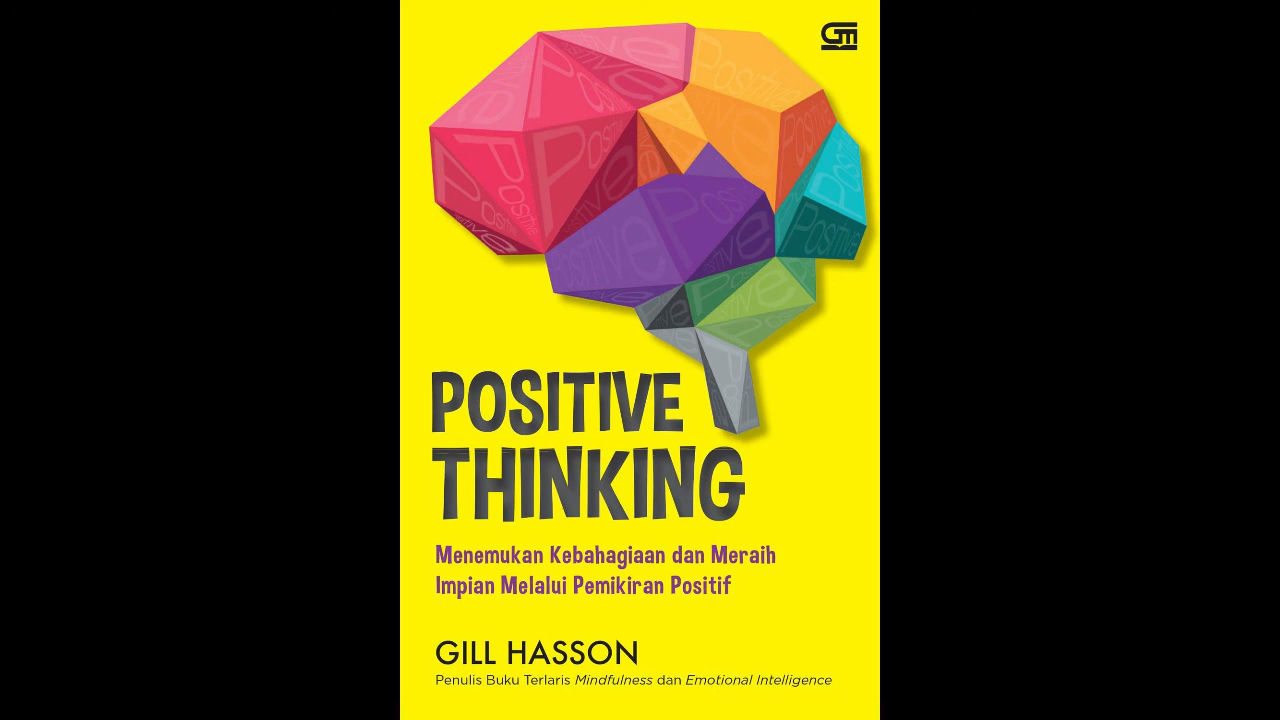 POSITIVE
THINKING
Menemukan Kebahagiaan dan Meraih
Impian Melalui Pemikiran Positif
GILL HASSON
Penulis Buku Terlaris Mindfulness dan Emotional Intelligence